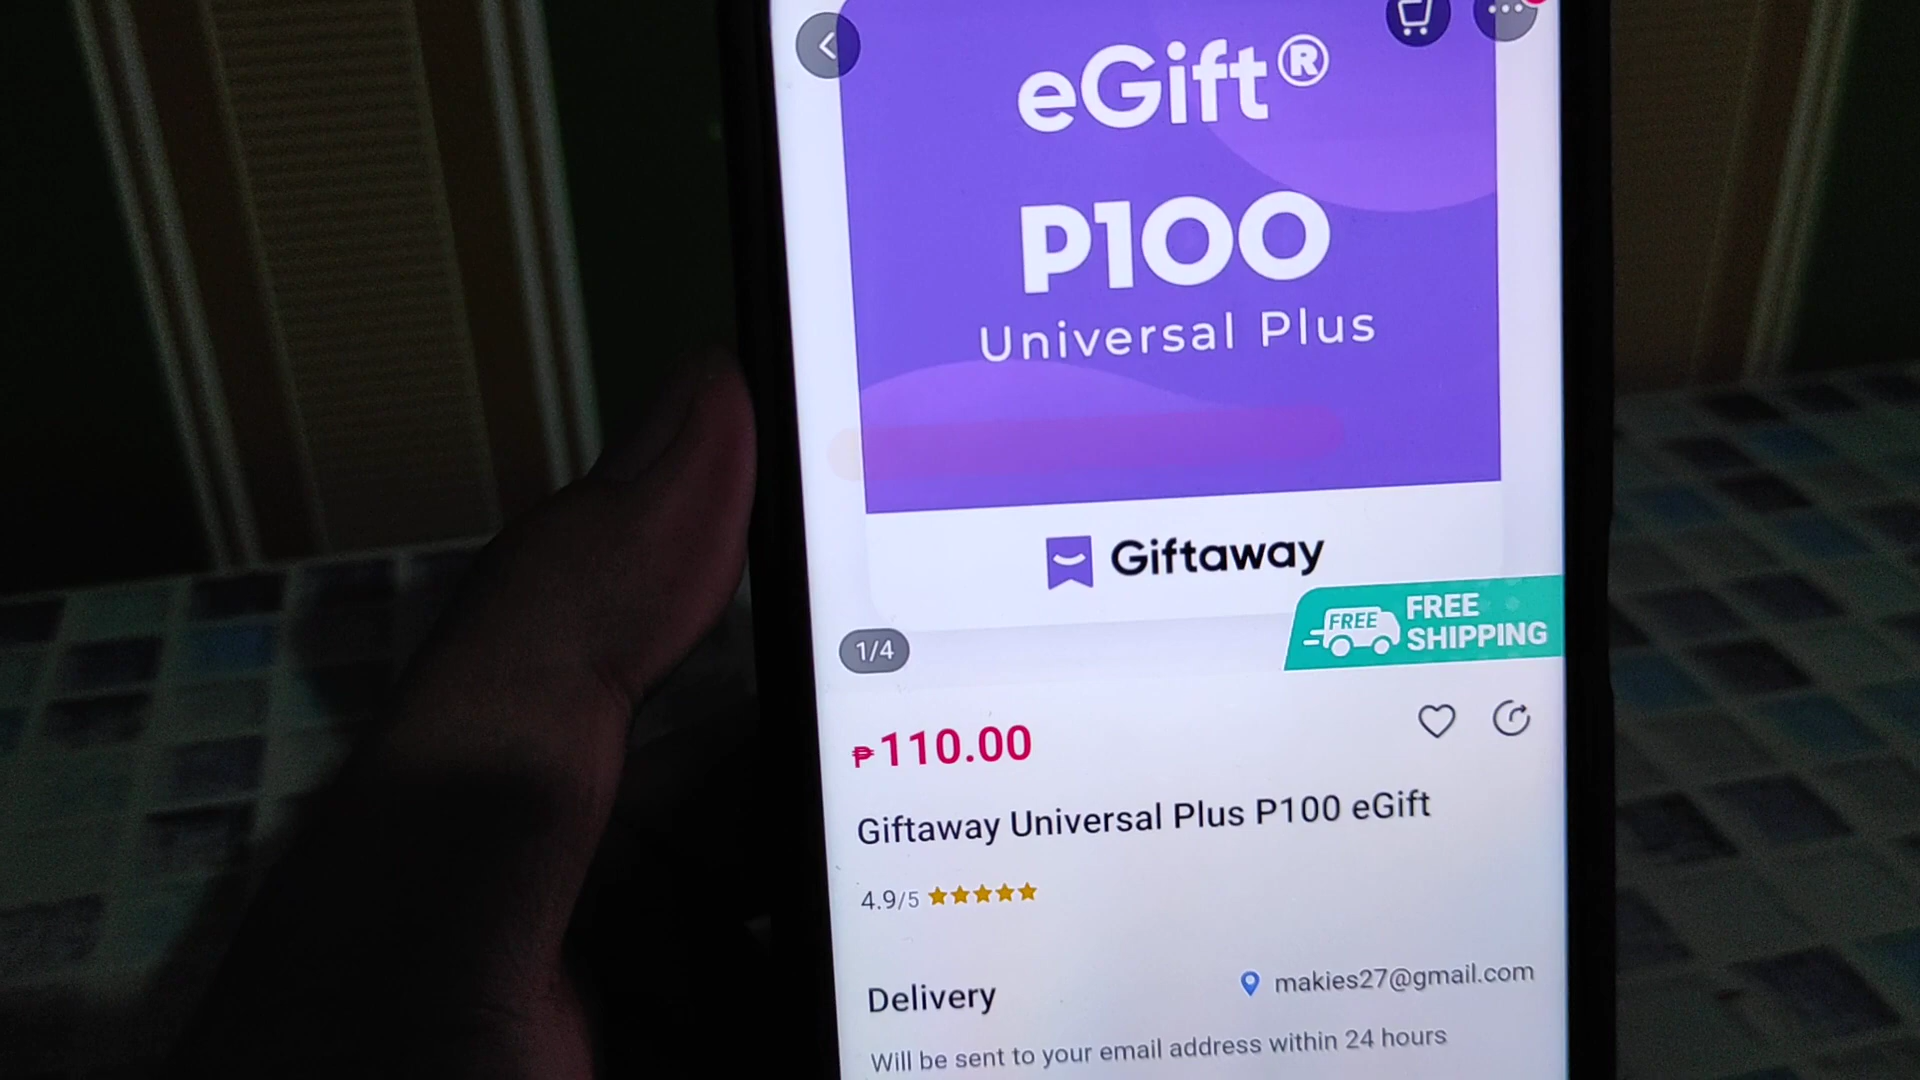 eGift®
P100
Universal Plus
Giftaway
1/4
FREE
FREE
SHIPPING
₱110.00
Giftaway Universal Plus P100 eGift
4.9/5
Delivery
makies27@gmail.com
Will be sent to your email address within 24 hours